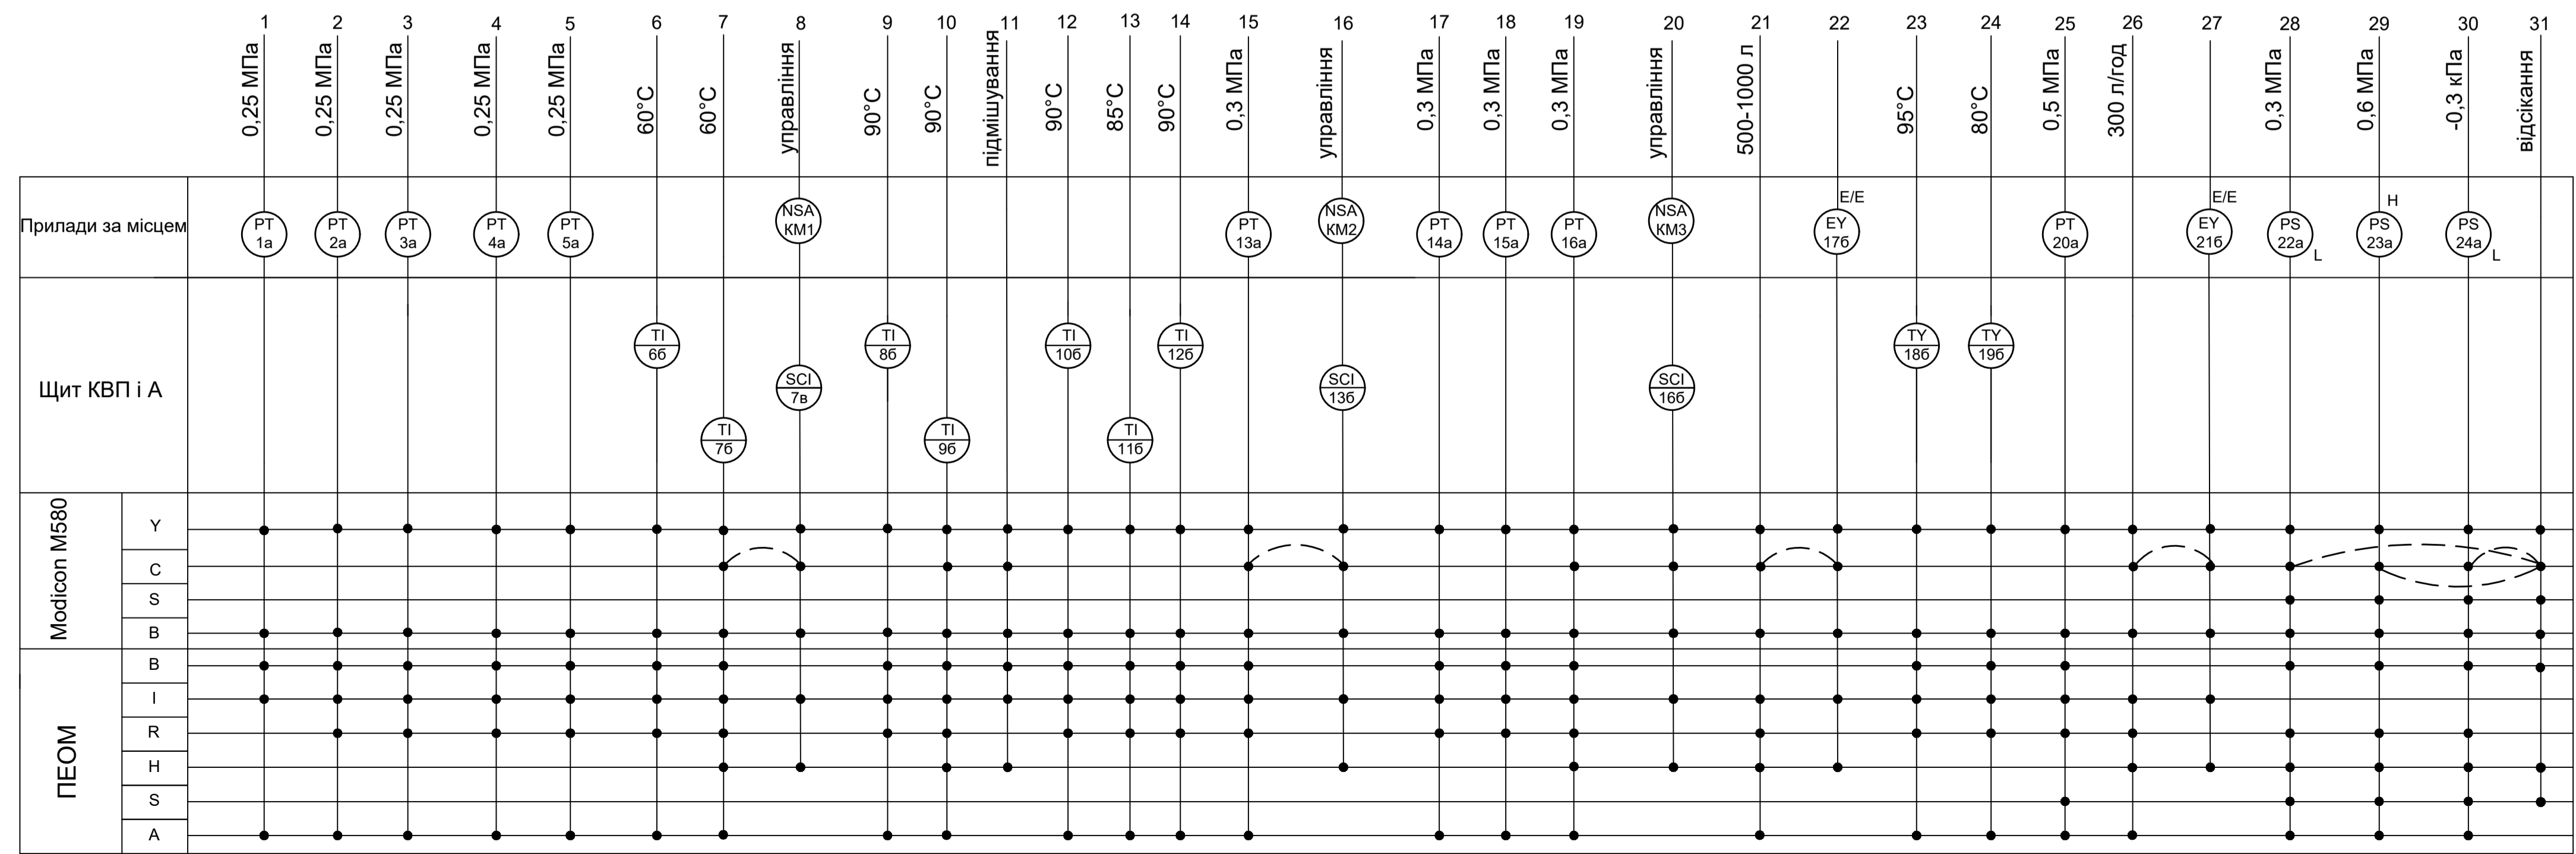 1 2 3 4 5 6 7 8 9 10 11 12 13 14 15 16 17 18 19 20 21 22 23 24 25 26 27 28 29 30 31
0,25 МПа
0,25 МПа
0,25 МПа
0,25 МПа
0,25 МПа
60°C
60°C
управління
90°C
90°C
підмішування
90°C
85°C
90°C
0,3 МПа
управління
0,3 МПа
0,3 МПа
0,3 МПа
управління
500-1000 л
95°C
80°C
0,5 МПа
300 л/год
0,3 МПа
0,6 МПа
-0,3 кПа
відсікання
Прилади за місцем
PT
1а
PT
2а
PT
3а
PT
4а
PT
5а
NSA
КМ1
PT
13а
NSA
КМ2
PT
14а
PT
15а
PT
16а
NSA
КМ3
E/E
EY
17б
PT
20а
E/E
EY
21б
PS
22а
L
H
PS
23а
PS
24а
L
Щит КВП і А
TI
6б
TI
7б
SCI
7в
TI
8б
TI
9б
TI
10б
TI
11б
TI
12б
SCI
13б
SCI
16б
TY
18б
TY
19б
Modicon M580
Y
C
S
B
ПЕОМ
B
I
R
H
S
A